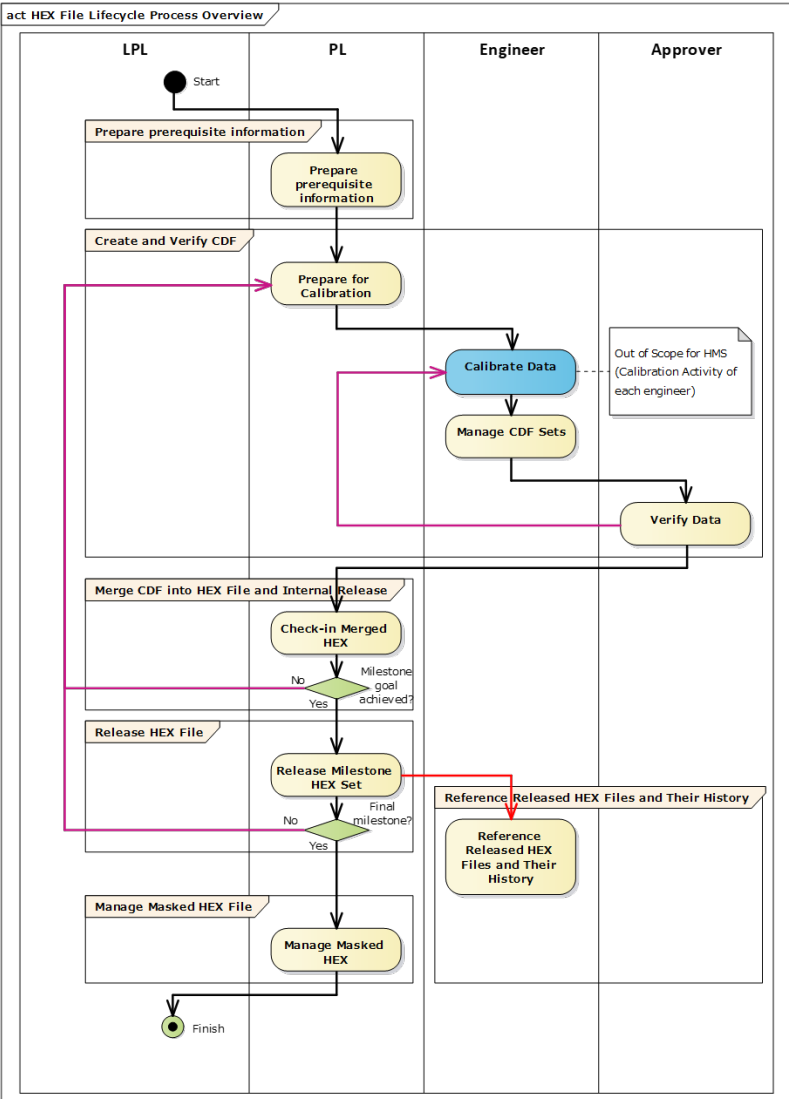 act HEX File Lifecycle Process Overview
LPL
PL
Engineer
Approver
Start
Prepare prerequisite information
Prepare
prerequisite
information
Create and Verify CDF
Prepare for
Calibration
Calibrate Data
Out of Scope for HMS
(Calibration Activity of
each engineer)
Manage CDF Sets
Verify Data
Merge CDF into HEX File and Internal Release
Check-in Merged
HEX
Milestone
goal
achieved?
No
Yes
Release HEX File
Release Milestone
HEX Set
Final
milestone?
No
Yes
Reference Released HEX Files and Their History
Reference
Released HEX
Files and Their
History
Manage Masked HEX File
Manage Masked
HEX
Finish